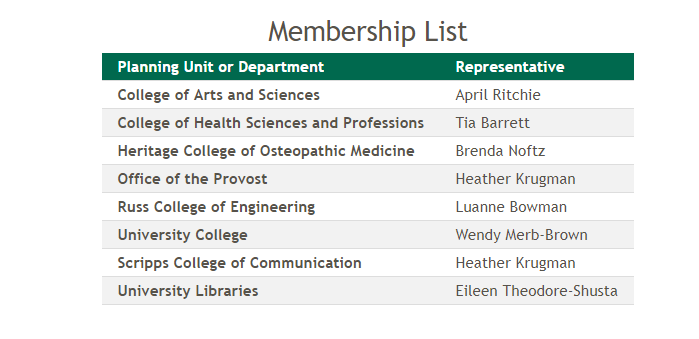 Membership List
Planning Unit or Department Representative
College of Arts and Sciences April Ritchie
College of Health Sciences and Professions Tia Barrett
Heritage College of Osteopathic Medicine Brenda Noftz
Office of the Provost Heather Krugman
Russ College of Engineering Luanne Bowman
University College Wendy Merb-Brown
Scripps College of Communication Heather Krugman
University Libraries Eileen Theodore-Shusta